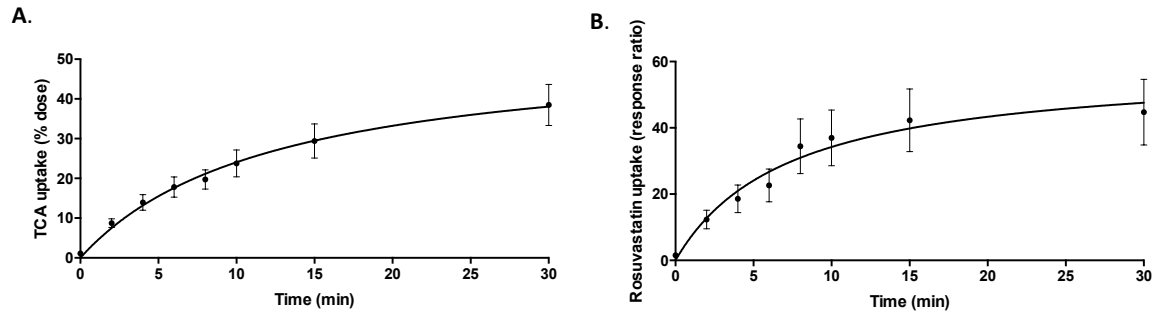 A.
TCA uptake (% dose)
50
40
30
20
10
0
0 5 10 15 20 25 30
Time (min)
B.
Rosuvastatin uptake (response ratio)
60
40
20
0
0 5 10 15 20 25 30
Time (min)